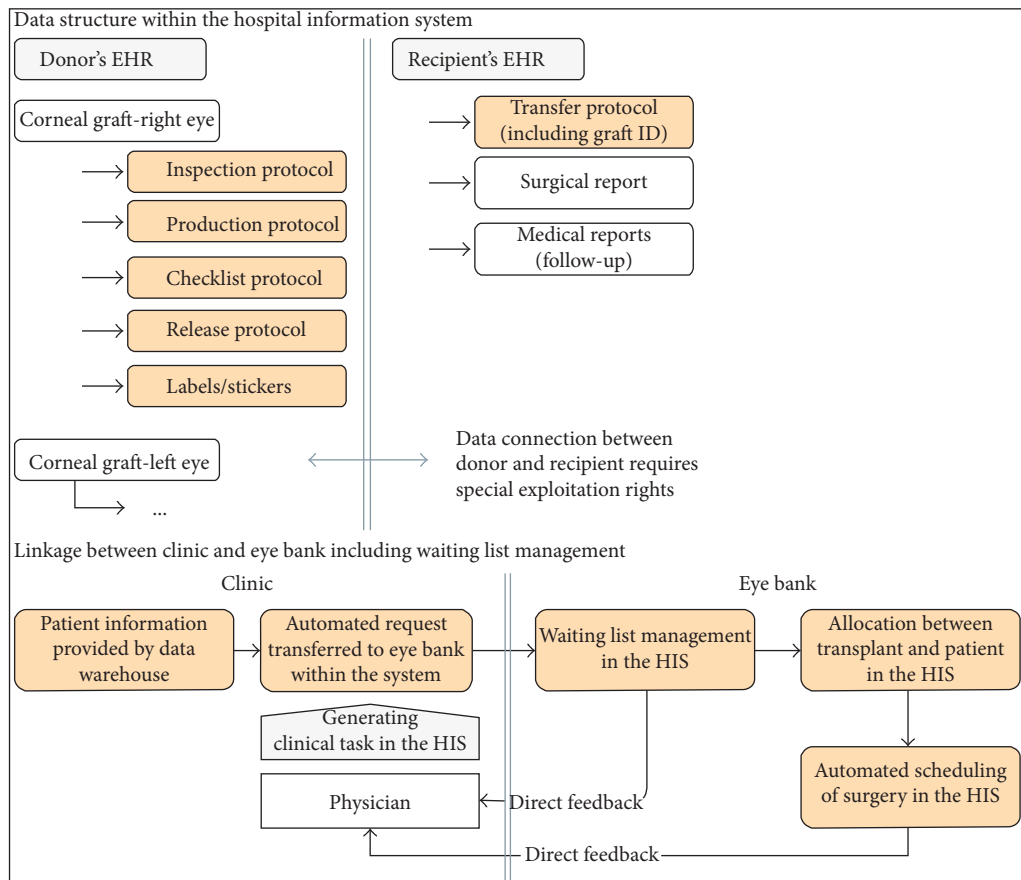 Data structure within the hospital information system
Donor's EHR
Recipient's EHR
Corneal graft-right eye
Inspection protocol
Production protocol
Checklist protocol
Release protocol
Labels/stickers
Transfer protocol
(including graft ID)
Surgical report
Medical reports
(follow-up)
Corneal graft-left eye
...
Data connection between
donor and recipient requires
special exploitation rights
Linkage between clinic and eye bank including waiting list management
Clinic
Eye bank
Patient information
provided by data
warehouse
Automated request
transferred to eye bank
within the system
Waiting list management
in the HIS
Allocation between
transplant and patient
in the HIS
Generating
clinical task in the HIS
Physician
Direct feedback
Automated scheduling
of surgery in the HIS
Direct feedback